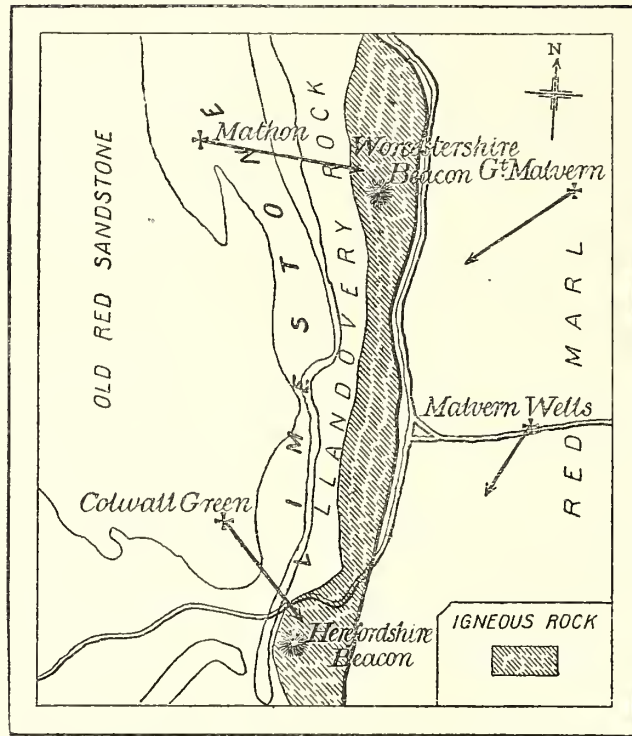 N
Mathon
Worcestershire
Beacon
Gt. Malvern
OLD RED SANDSTONE
LIMESTONE
LLANDOVERY ROCK
RED MARL
Malvern Wells
Colwall Green
Herefordshire
Beacon
IGNEOUS ROCK